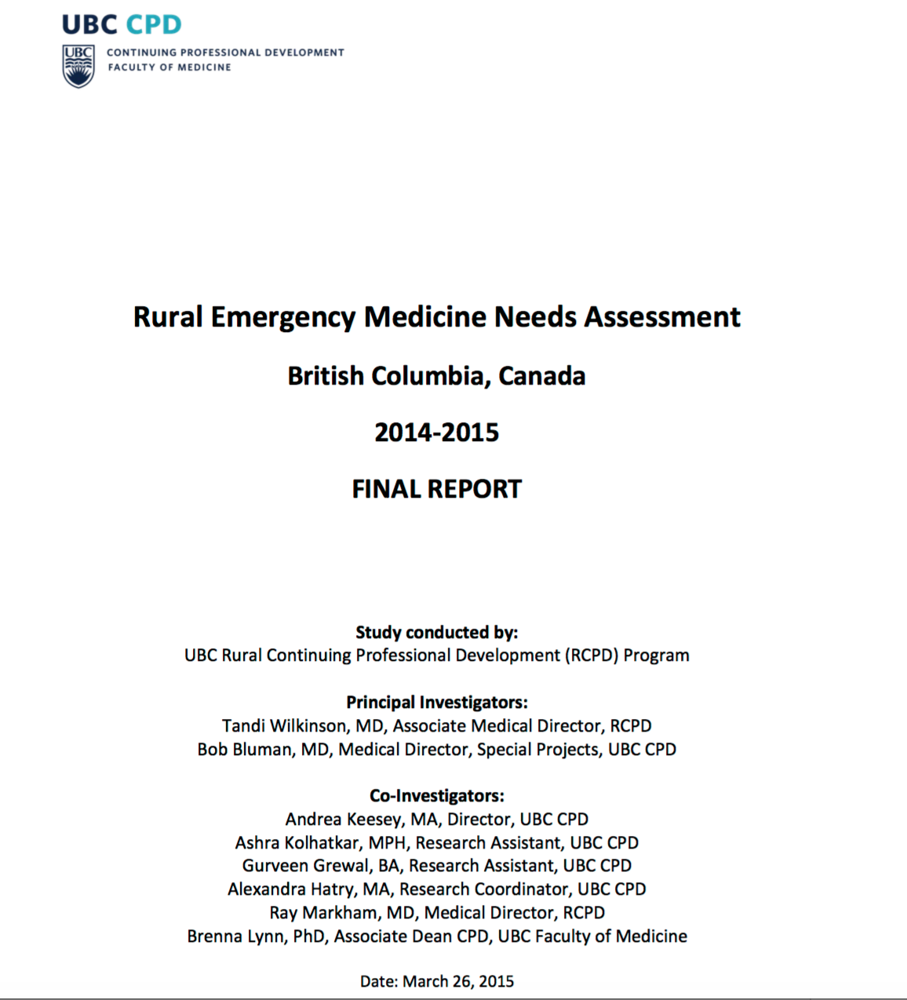 UBC CPD
UBC
CONTINUING PROFESSIONAL DEVELOPMENT
FACULTY OF MEDICINE
Rural Emergency Medicine Needs Assessment
British Columbia, Canada
2014-2015
FINAL REPORT
Study conducted by:
UBC Rural Continuing Professional Development (RCPD) Program
Principal Investigators:
Tandi Wilkinson, MD, Associate Medical Director, RCPD
Bob Bluman, MD, Medical Director, Special Projects, UBC CPD
Co-Investigators:
Andrea Keesey, MA, Director, UBC CPD
Ashra Kolhatkar, MPH, Research Assistant, UBC CPD
Gurveen Grewal, BA, Research Assistant, UBC CPD
Alexandra Hatry, MA, Research Coordinator, UBC CPD
Ray Markham, MD, Medical Director, RCPD
Brenna Lynn, PhD, Associate Dean CPD, UBC Faculty of Medicine
Date: March 26, 2015